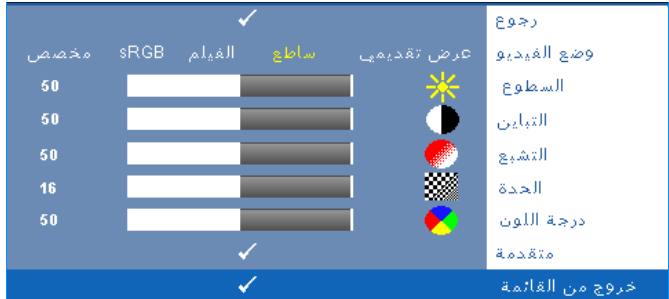 رجوع
وضع الفيديو عرض تقديمي ساطع الفيلم sRGB مخصص
السطوع 50
التباين 50
التشبع 50
الحدة 16
درجة اللون 50
متقدمة
خروج من القائمة